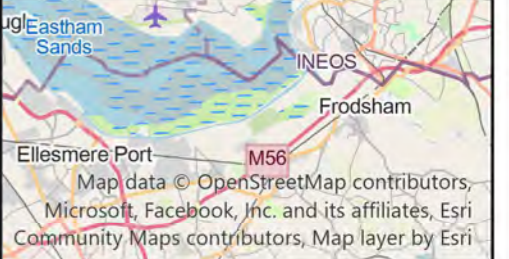 Eastham
Sands
INEOS
Frodsham
Ellesmere Port
M56
Map data © OpenStreetMap contributors,
Microsoft, Facebook, Inc. and its affiliates, Esri
Community Maps contributors, Map layer by Esri